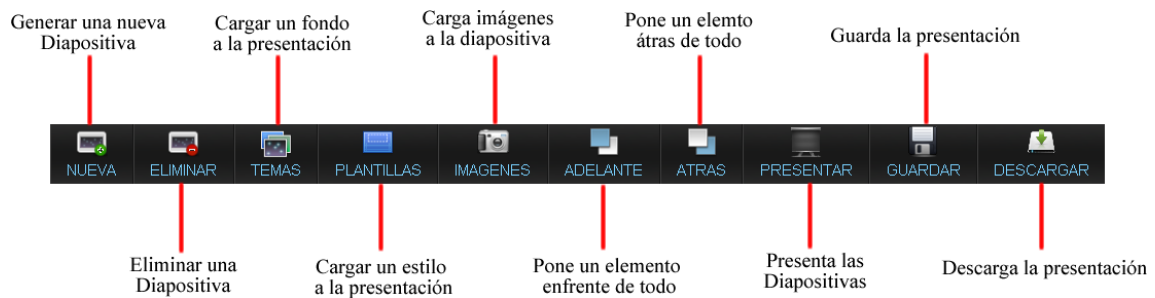 Generar una nueva
Diapositiva
Cargar un fondo
a la presentación
Carga imágenes
a la diapositiva
Pone un elemto
átras de todo
Guarda la presentación
NUEVA
ELIMINAR
TEMAS
PLANTILLAS
IMAGENES
ADELANTE
ATRAS
PRESENTAR
GUARDAR
DESCARGAR
Eliminar una
Diapositiva
Cargar un estilo
a la presentación
Pone un elemento
enfrente de todo
Presenta las
Diapositivas
Descarga la presentación